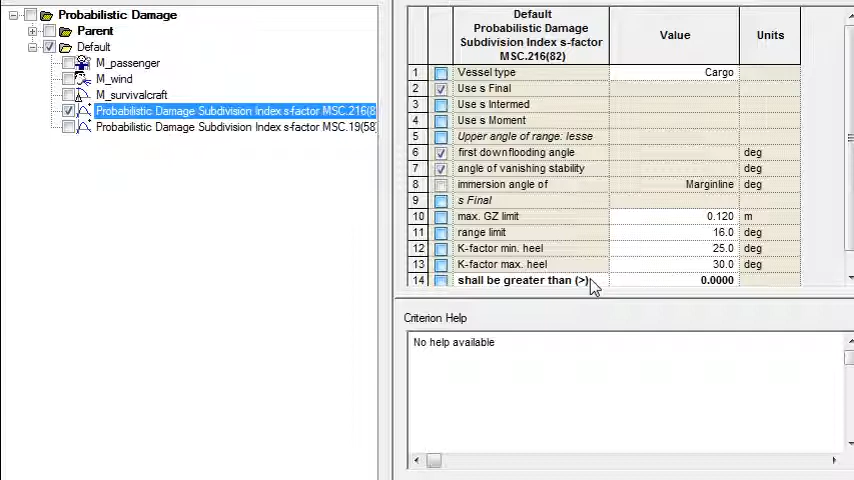 Probabilistic Damage
Parent
Default
M_passenger
M_wind
M_survivalcraft
Probabilistic Damage Subdivision Index s-factor MSC.216(8
Probabilistic Damage Subdivision Index s-factor MSC.19(58
Default
Probabilistic Damage
Subdivision Index s-factor
MSC.216(82)
Value
Units
1 Vessel type Cargo
2 Use s Final
3 Use s Intermed
4 Use s Moment
5 Upper angle of range: lesse
6 first downflooding angle deg
7 angle of vanishing stability deg
8 immersion angle of Marginline deg
9 s Final
10 max. GZ limit 0.120 m
11 range limit 16.0 deg
12 K-factor min. heel 25.0 deg
13 K-factor max. heel 30.0 deg
14 shall be greater than (>) 0.0000
Criterion Help
No help available